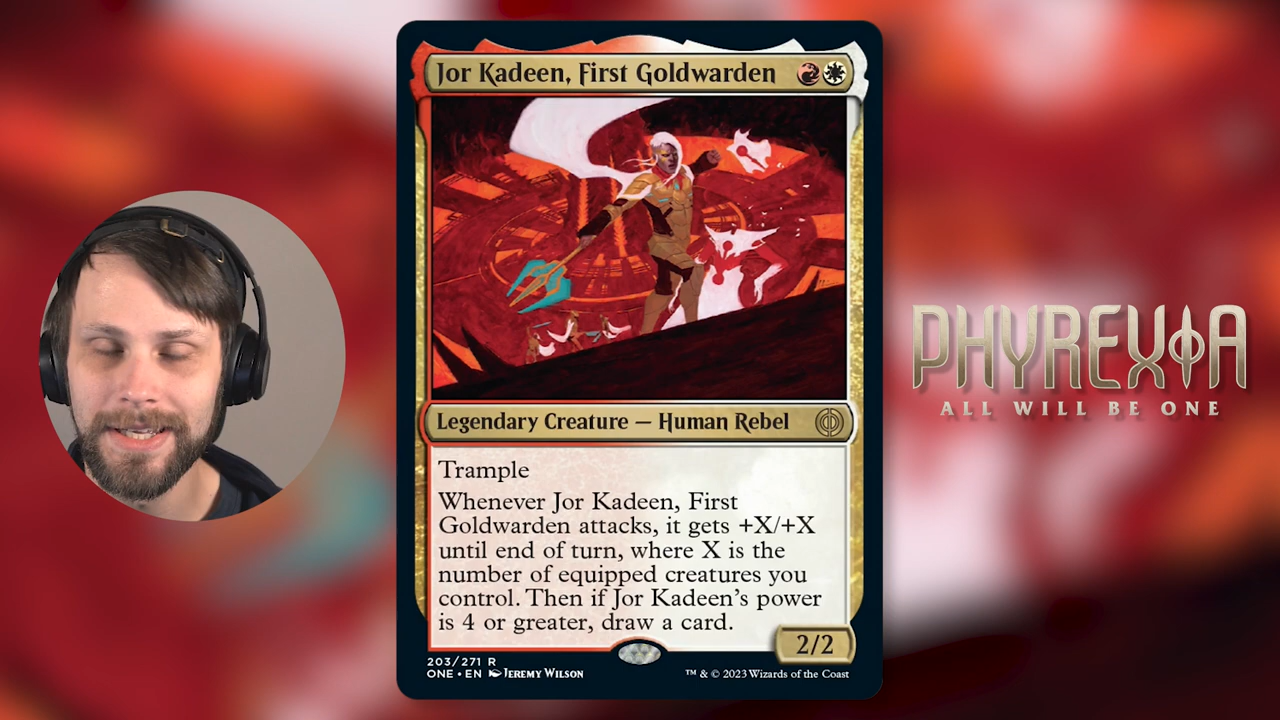 Jor Kadeen, First Goldwarden
Legendary Creature — Human Rebel
Trample
Whenever Jor Kadeen, First
Goldwarden attacks, it gets +X/+X
until end of turn, where X is the
number of equipped creatures you
control. Then if Jor Kadeen's power
is 4 or greater, draw a card.
2/2
203/271 R
ONE • EN JEREMY WILSON
™ & © 2023 Wizards of the Coast
PHYREXIA
ALL WILL BE ONE